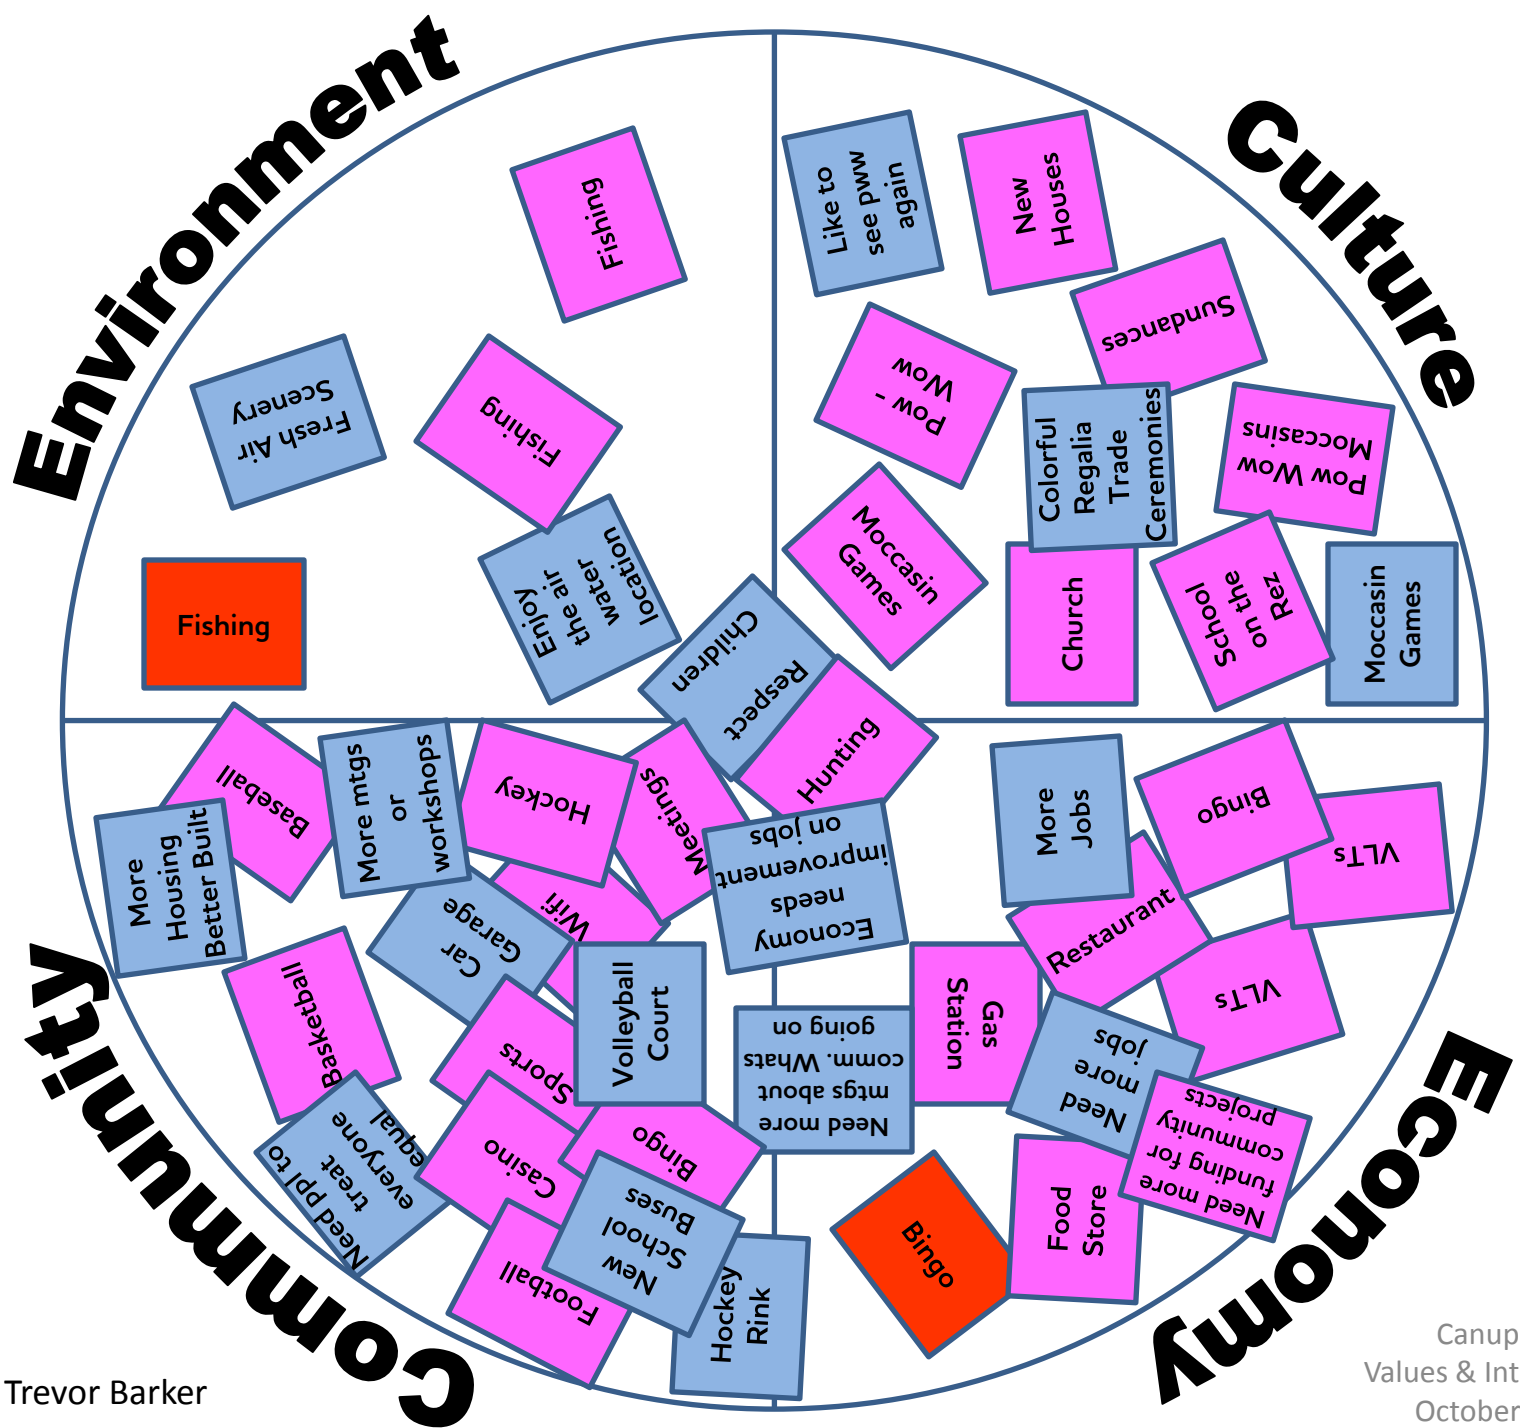 Environment
Fishing
Fresh Air
Scenery
Fishing
Enjoy
the air
water
location
Fishing
Culture
Like to
see pww
again
New
Houses
Sundances
Pow -
Wow
Colorful
Regalia
Trade
Ceremonies
Pow Wow
Moccasins
Moccasin
Games
Church
School
on the
Rez
Moccasin
Games
Respect
Children
Hunting
Community
Baseball
More mtgs
or
workshops
Hockey
Meetings
More
Housing
Better Built
Wifi
Car
Garage
Basketball
Volleyball
Court
Sports
Need ppl to
treat
everyone
equal
Casino
Bingo
New
School
Buses
Football
Hockey
Rink
Economy
needs
improvement
on jobs
Need more
mtgs about
comm. Whats
going on
Economy
More
Jobs
Bingo
VLTs
Restaurant
VLTs
Gas
Station
Need
more
jobs
Need more
funding for
community
projects
Food
Store
Bingo
Trevor Barker
Canup
Values & Int
October